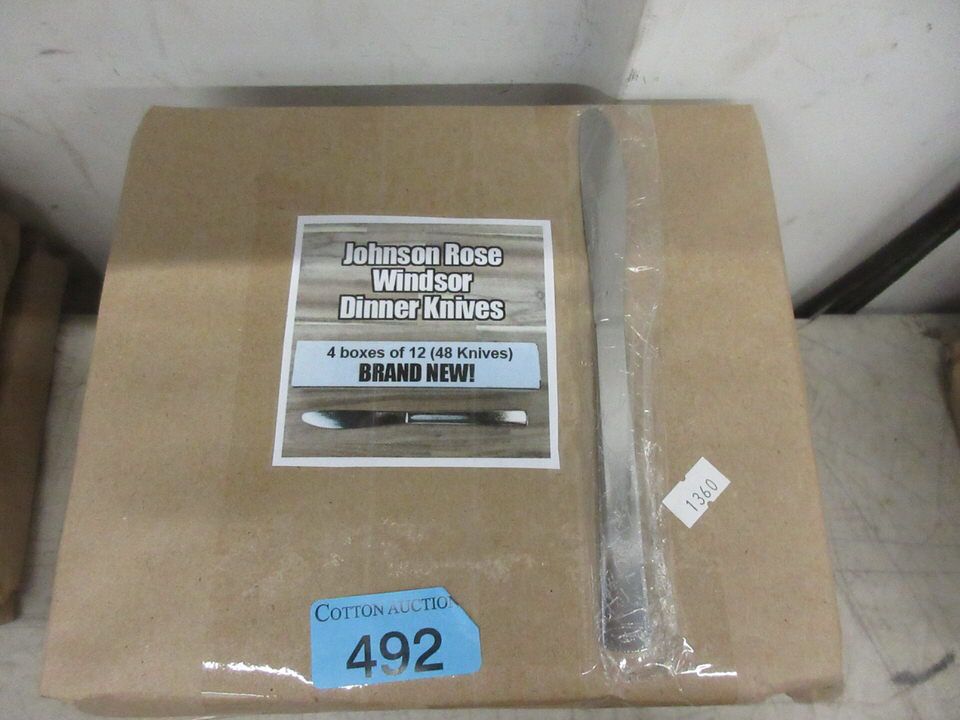 Johnson Rose
Windsor
Dinner Knives
4 boxes of 12 (48 Knives)
BRAND NEW!
1360
COTTON AUCTION
492